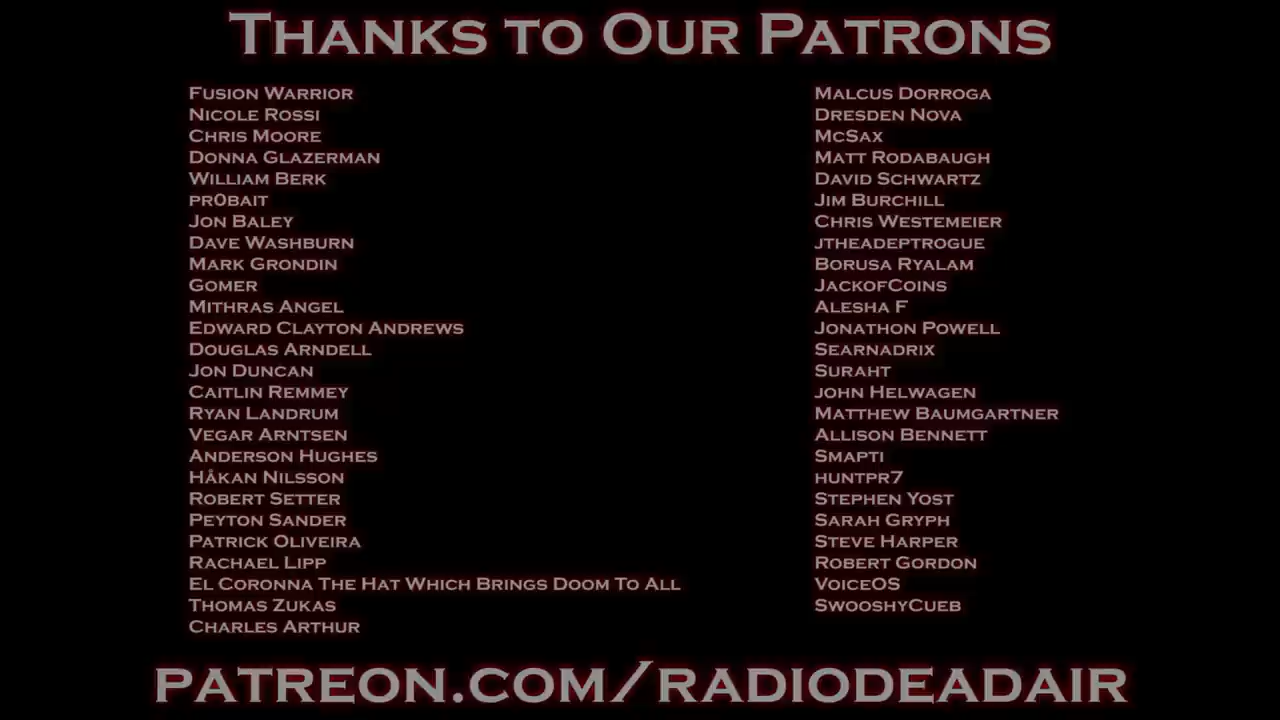 Thanks to Our Patrons
Fusion Warrior
Nicole Rossi
Chris Moore
Donna Glazerman
William Berk
pr0bait
Jon Baley
Dave Washburn
Mark Grondin
Gomer
Mithras Angel
Edward Clayton Andrews
Douglas Arndell
Jon Duncan
Caitlin Remmey
Ryan Landrum
Vegar Arntsen
Anderson Hughes
Håkan Nilsson
Robert Setter
Peyton Sander
Patrick Oliveira
Rachael Lipp
El Coronna The Hat Which Brings Doom To All
Thomas Zukas
Charles Arthur
Malcus Dorroga
Dresden Nova
McSax
Matt Rodabaugh
David Schwartz
Jim Burchill
Chris Westemeier
jtheadeptrogue
Borusa Ryalam
JackofCoins
Alesha F
Jonathon Powell
Searnadrix
Suraht
john Helwagen
Matthew Baumgartner
Allison Bennett
Smapti
huntpr7
Stephen Yost
Sarah Gryph
Steve Harper
Robert Gordon
VoiceOS
SwooshyCueb
patreon.com/radiodeadair